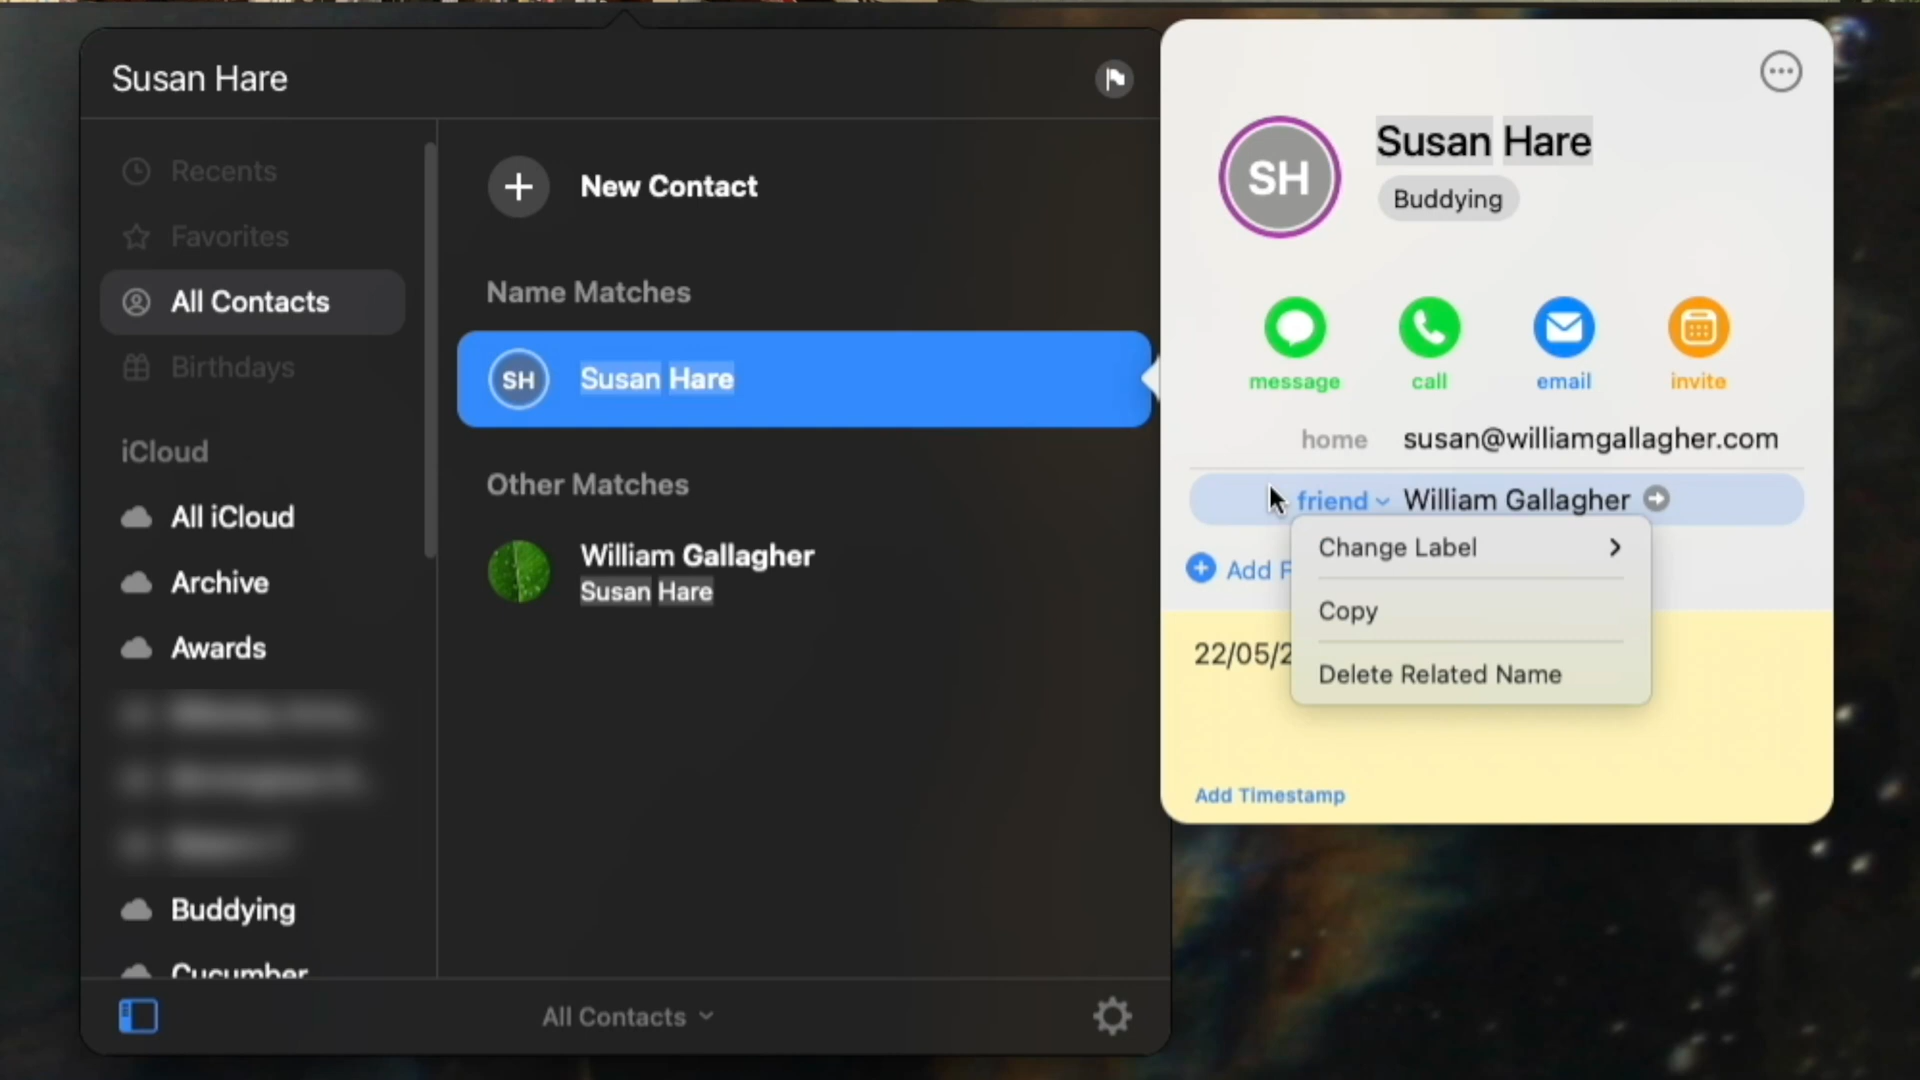 Susan Hare
Recents
Favorites
All Contacts
Birthdays
iCloud
All iCloud
Archive
Awards
Buddying
Cucumber
New Contact
Name Matches
SH Susan Hare
Other Matches
William Gallagher
Susan Hare
All Contacts
SH
Susan Hare
Buddying
message call email invite
home susan@williamgallagher.com
friend William Gallagher
Add
Change Label
Copy
Delete Related Name
22/05/2
Add Timestamp